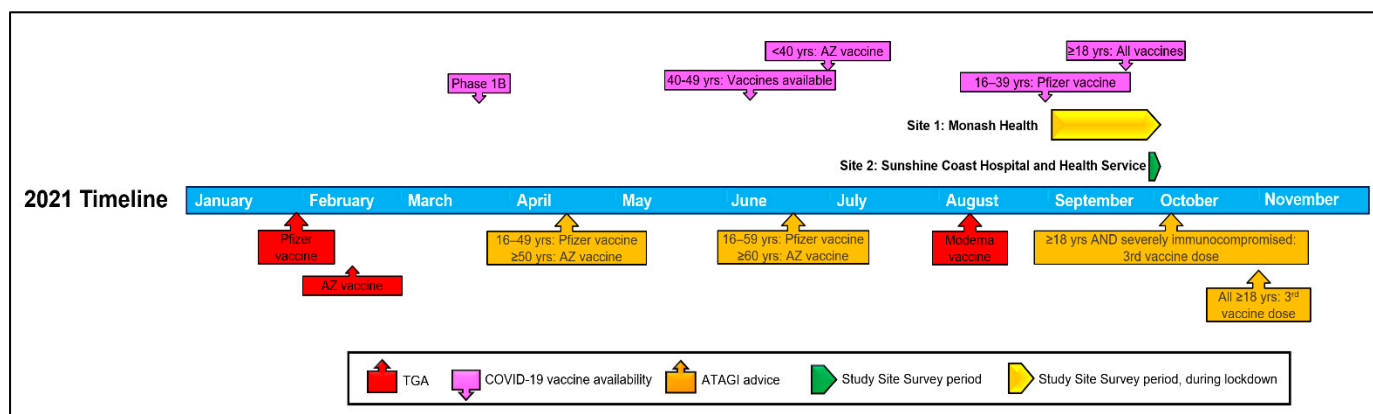 <40 yrs: AZ vaccine
≥18 yrs: All vaccines
Phase 1B
40-49 yrs: Vaccines available
16–39 yrs: Pfizer vaccine
Site 1: Monash Health
Site 2: Sunshine Coast Hospital and Health Service
2021 Timeline
January
February
March
April
May
June
July
August
September
October
November
Pfizer
vaccine
AZ vaccine
16–49 yrs: Pfizer vaccine
≥50 yrs: AZ vaccine
16–59 yrs: Pfizer vaccine
≥60 yrs: AZ vaccine
Moderna
vaccine
≥18 yrs AND severely immunocompromised:
3rd vaccine dose
All ≥18 yrs: 3rd
vaccine dose
TGA
COVID-19 vaccine availability
ATAGI advice
Study Site Survey period
Study Site Survey period, during lockdown